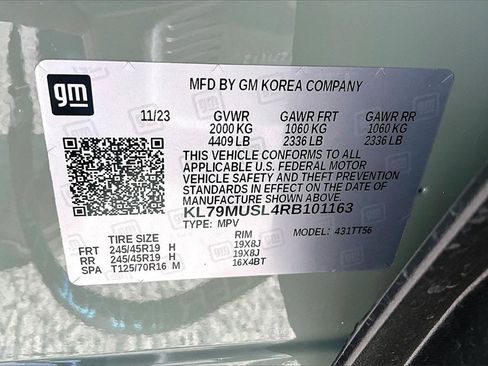 gm
MFD BY GM KOREA COMPANY
11/23 GVWR GAWR FRT GAWR RR
2000 KG 1060 KG 1060 KG
4409 LB 2336 LB 2336 LB
THIS VEHICLE CONFORMS TO ALL
APPLICABLE U.S. FEDERAL MOTOR
VEHICLE SAFETY AND THEFT PREVENTION
STANDARDS IN EFFECT ON THE DATE OF
MANUFACTURE SHOWN ABOVE.
KL79MUSL4RB101163
TYPE: MPV MODEL: 431TT56
TIRE SIZE RIM
FRT 245/45R19 H 19X8J
RR 245/45R19 H 19X8J
SPA T125/70R16 M 16X4BT